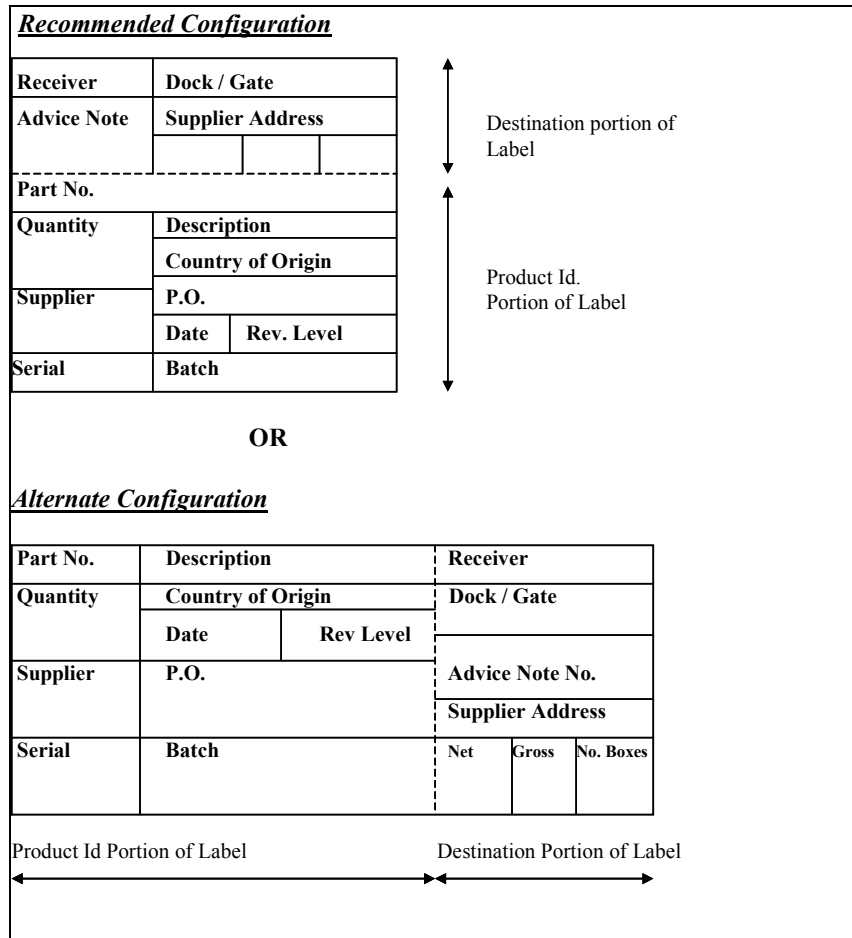 Recommended Configuration
Receiver Dock / Gate
Advice Note Supplier Address
Destination portion of
Label
Part No.
Quantity Description
Country of Origin
Product Id.
Portion of Label
Supplier P.O.
Date Rev. Level
Serial Batch
OR
Alternate Configuration
Part No. Description Receiver
Quantity Country of Origin Dock / Gate
Date Rev Level
Supplier P.O. Advice Note No.
Supplier Address
Serial Batch Net Gross No. Boxes
Product Id Portion of Label Destination Portion of Label